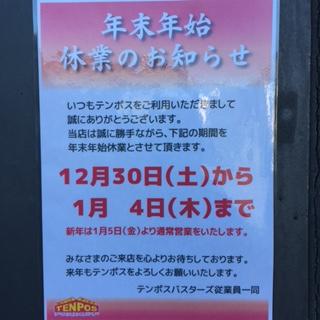 年末年始
休業のお知らせ
いつもテンポスをご利用いただきまして
誠にありがとうございます。
当店は誠に勝手ながら、下記の期間を
年末年始休業とさせて頂きます。
12月30日(土)から
1月 4日(木)まで
新年は1月5日(金)より通常営業をいたします。
みなさまのご来店を心よりお待ちしております。
来年もテンポスをよろしくお願いいたします。
テンポスバスターズ従業員一同
TENPOS